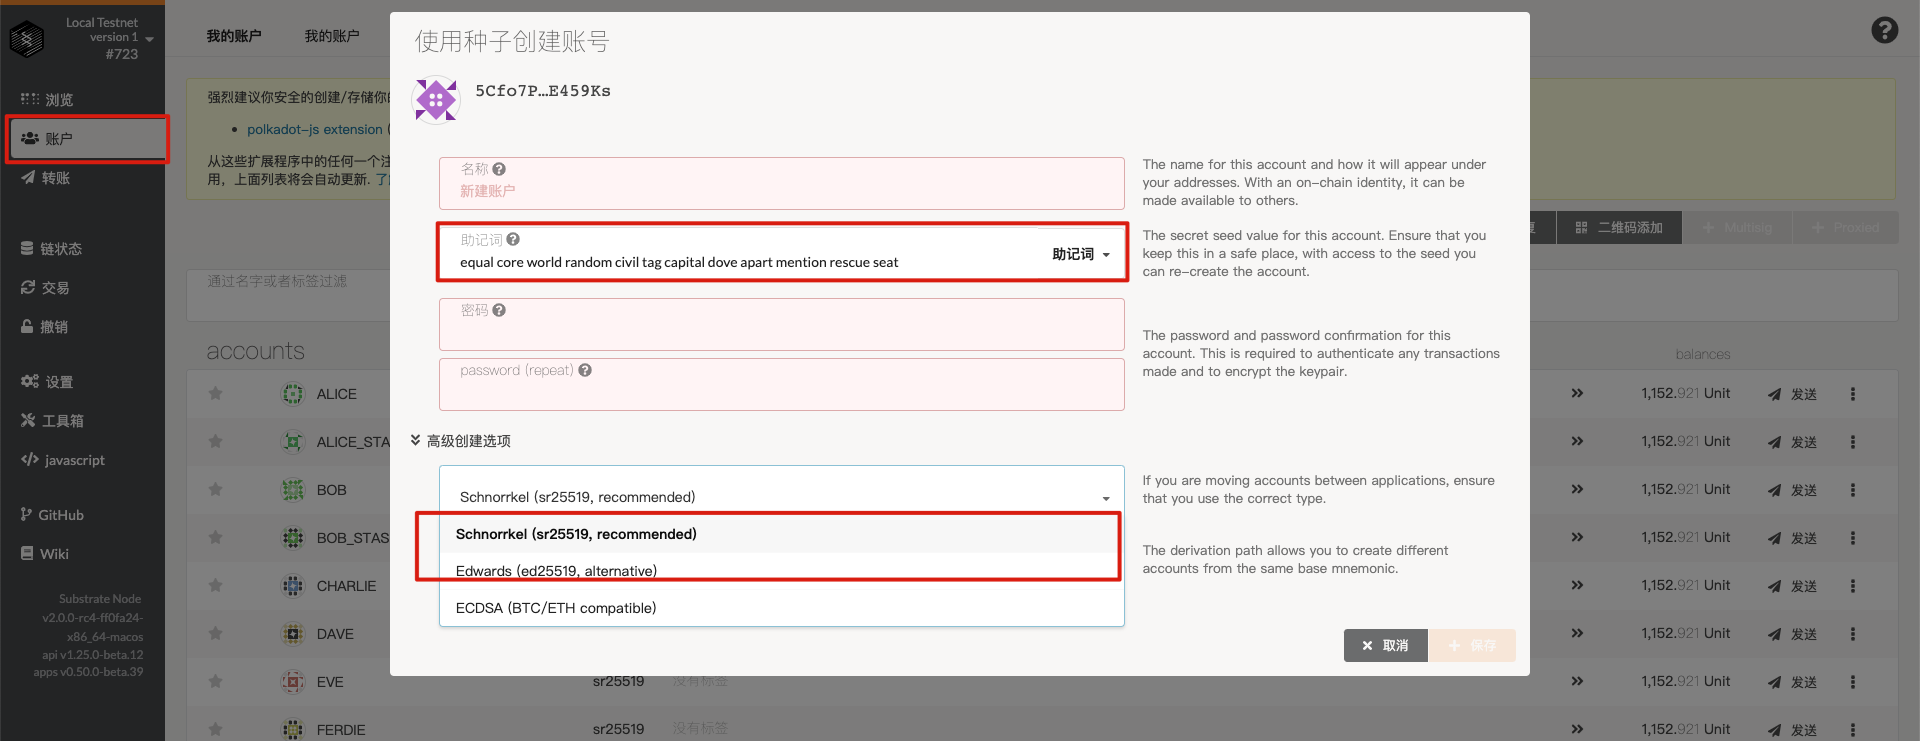 Local Testnet
version 1
#723
浏览
账户
转账
链状态
交易
撤销
设置
工具箱
javascript
GitHub
Wiki
Substrate Node
v2.0.0-rc4-ff0fa24-
x86_64-macos
api v1.25.0-beta.12
apps v0.50.0-beta.39
我的账户
我的账户
强烈建议你安全的创建/存储你的
polkadot-js extension (
从这些扩展程序中的任何一个注
用，上面列表将会自动更新.
二维码添加
Multisig
Proxied
通过名字或者标签过滤
accounts
balances
ALICE
1,152.921 Unit
发送
ALICE_STA
1,152.921 Unit
发送
BOB
1,152.921 Unit
发送
BOB_STAS
1,152.921 Unit
发送
CHARLIE
1,152.921 Unit
发送
DAVE
1,152.921 Unit
发送
EVE
sr25519
没有标签
1,152.921 Unit
发送
FERDIE
sr25519
没有标签
1,152.921 Unit
发送
使用种子创建账号
5Cfo7P…E459Ks
名称
新建账户
The name for this account and how it will appear under
your addresses. With an on-chain identity, it can be
made available to others.
助记词
equal core world random civil tag capital dove apart mention rescue seat
助记词
The secret seed value for this account. Ensure that you
keep this in a safe place, with access to the seed you
can re-create the account.
密码
password (repeat)
The password and password confirmation for this
account. This is required to authenticate any transactions
made and to encrypt the keypair.
高级创建选项
Schnorrkel (sr25519, recommended)
Schnorrkel (sr25519, recommended)
Edwards (ed25519, alternative)
ECDSA (BTC/ETH compatible)
If you are moving accounts between applications, ensure
that you use the correct type.
The derivation path allows you to create different
accounts from the same base mnemonic.
取消
保存